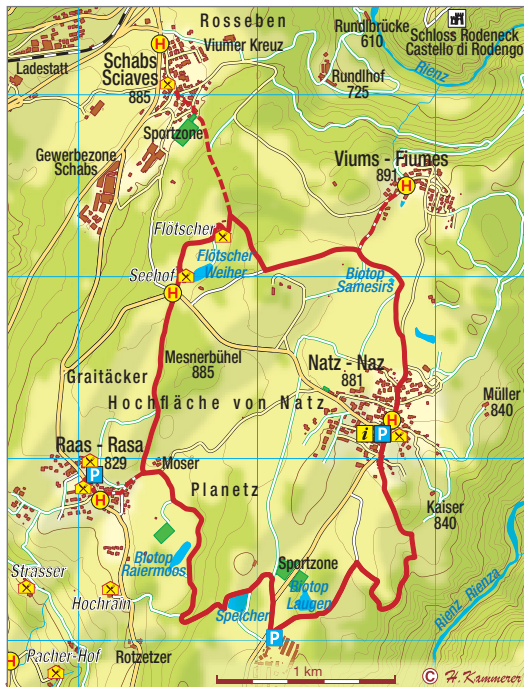 Rosseben
Viumer Kreuz
Rundlbrücke
610
Schloss Rodeneck
Castello di Rodengo
Rienz
Ladestatt
H
Schabs
Sciaves
885
Rundlhof
725
Sportzone
Gewerbezone
Schabs
Viums - Fiumes
891
H
Flötscher
Flötscher
Weiher
Seehof
H
Biotop
Samesirs
Mesnerbühel
885
Natz - Naz
881
Graitäcker
Hochfläche von Natz
Müller
840
H
i P
Raas - Rasa
829
P
H
Moser
Planetz
Kaiser
840
Biotop
Raiermoos
Sportzone
Biotop
Laugen
Strasser
Hochrain
Speicher
Rienz Rienza
P
H
Pacher-Hof
Rotzetzer
1 km
© H. Kammerer